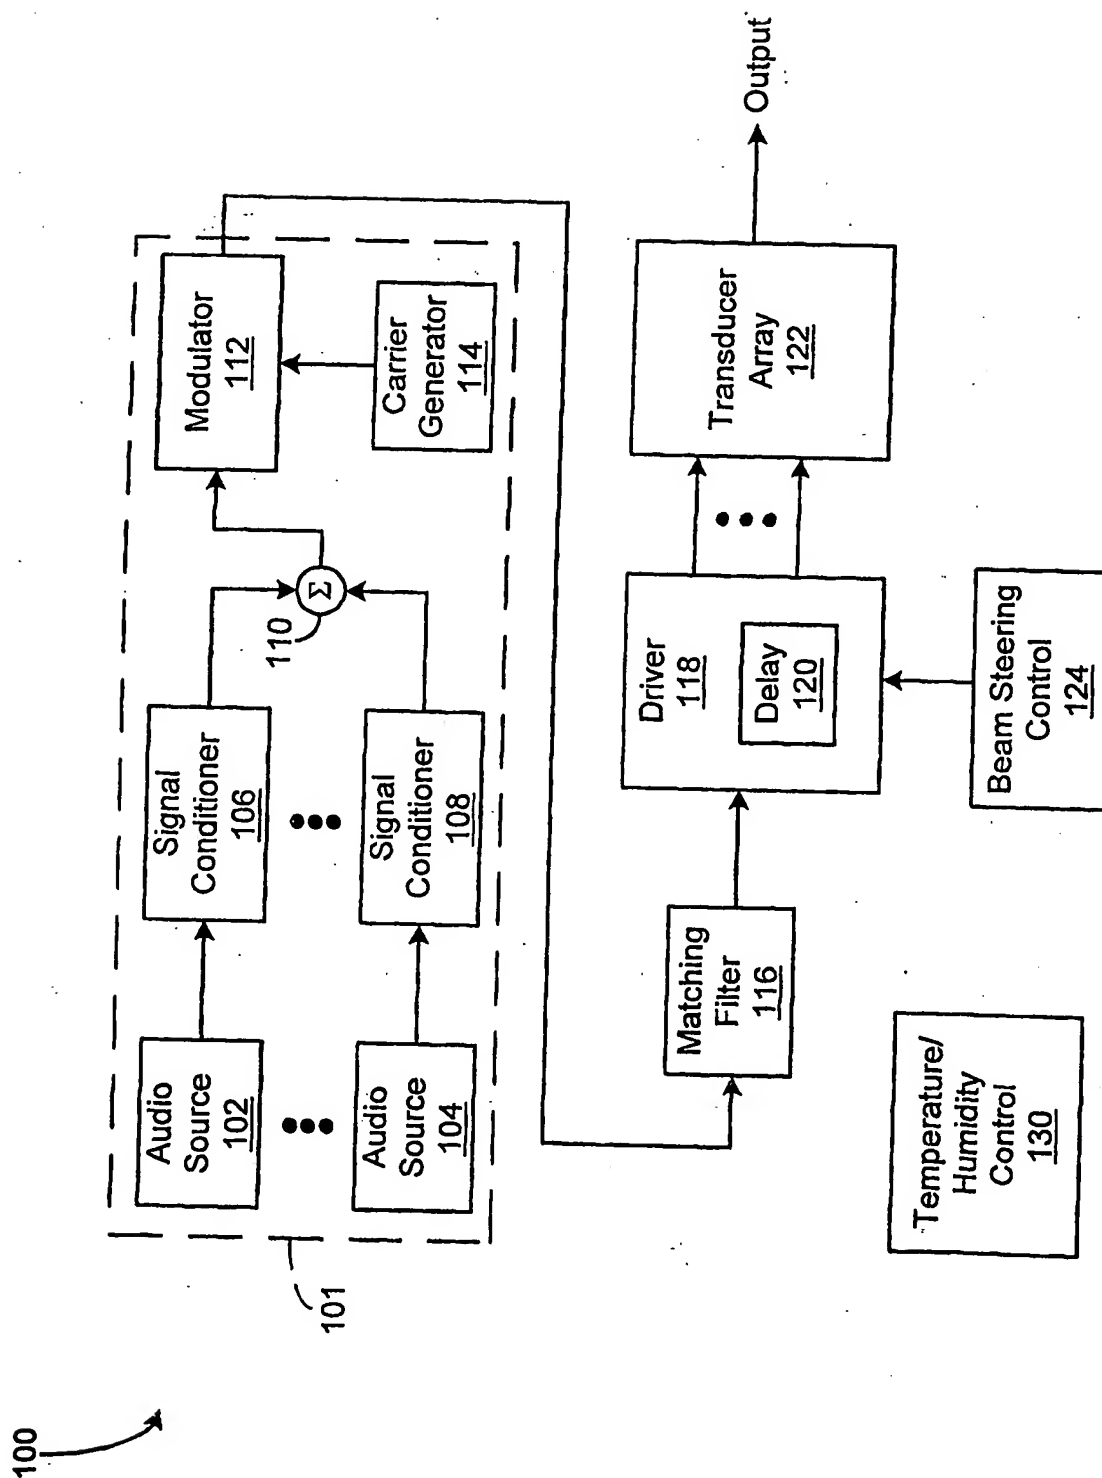 100
101
Audio
Source
102
Signal
Conditioner
106
110
Σ
Modulator
112
Audio
Source
104
Signal
Conditioner
108
Carrier
Generator
114
Matching
Filter
116
Driver
118
Delay
120
Transducer
Array
122
Output
Temperature/
Humidity
Control
130
Beam Steering
Control
124